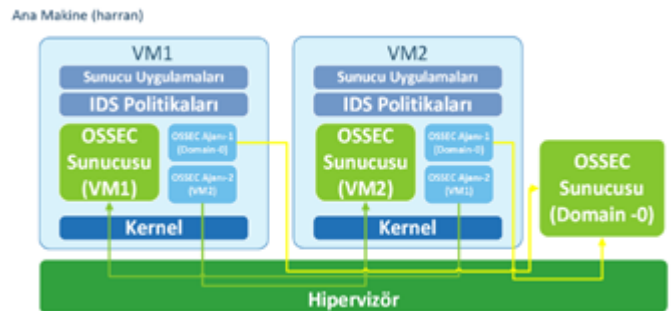 Ana Makine (harran)
VM1
Sunucu Uygulamaları
IDS Politikaları
OSSEC
Sunucusu
(VM1)
OSSEC Ajanı-1
(Domain-0)
OSSEC Ajanı-2
(VM2)
Kernel
VM2
Sunucu Uygulamaları
IDS Politikaları
OSSEC
Sunucusu
(VM2)
OSSEC Ajanı-1
(Domain-0)
OSSEC Ajanı-2
(VM1)
Kernel
OSSEC
Sunucusu
(Domain -0)
Hipervizör